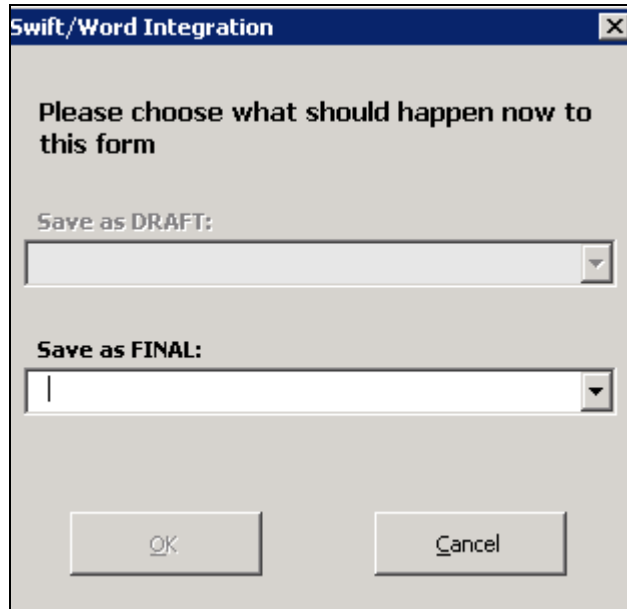 Swift/Word Integration
Please choose what should happen now to
this form
Save as DRAFT:
Save as FINAL:
OK
Cancel